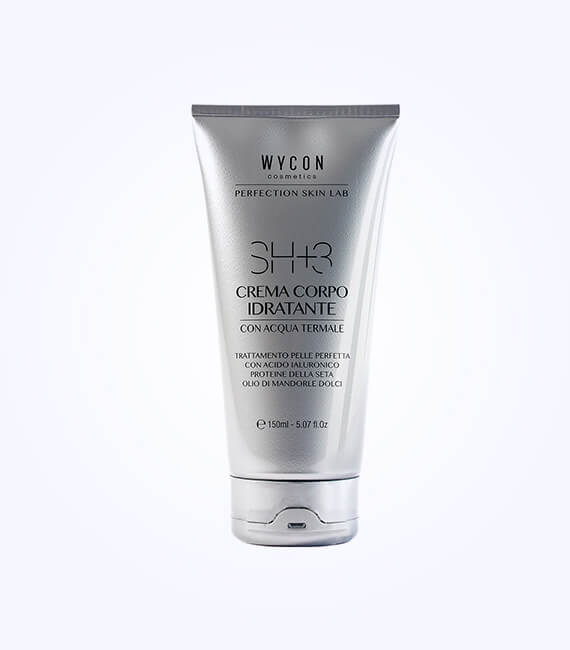 WYCON
cosmetics
PERFECTION SKIN LAB
SH+3
CREMA CORPO
IDRATANTE
CON ACQUA TERMALE
TRATTAMENTO PELLE PERFETTA
CON ACIDO IALURONICO
PROTEINE DELLA SETA
OLIO DI MANDORLE DOLCI
℮ 150ml - 5.07 fl.Oz